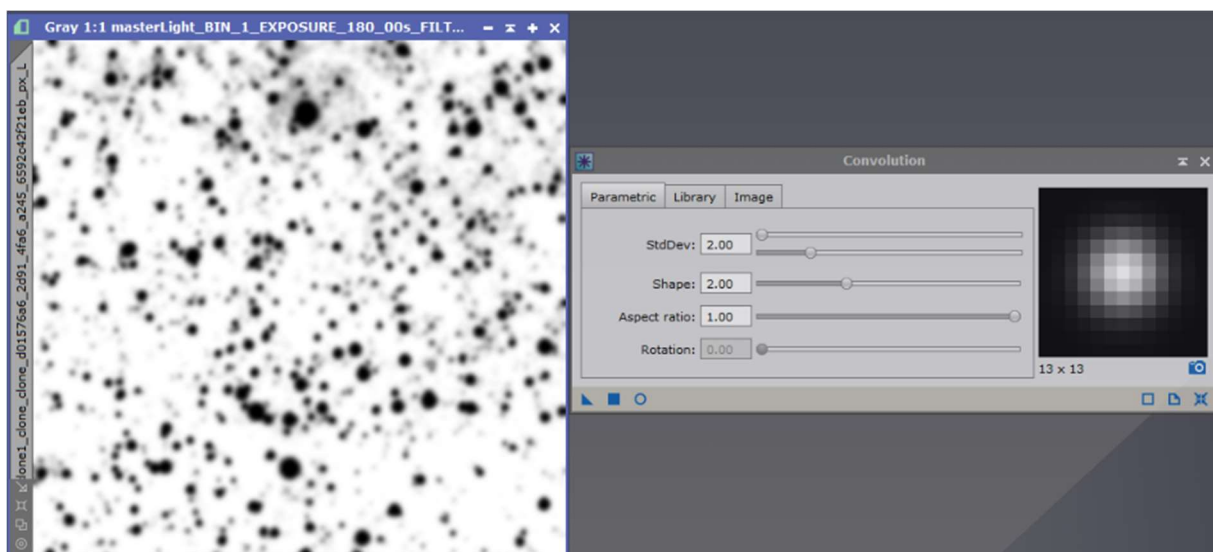 Gray 1:1 masterLight_BIN_1_EXPOSURE_180_00s_FILT...
lone1_clone_clone_d01576a6_2d91_4fa6_a245_6592c42f21eb_px_L
Convolution
Parametric Library Image
StdDev: 2.00
Shape: 2.00
Aspect ratio: 1.00
Rotation: 0.00
13 x 13